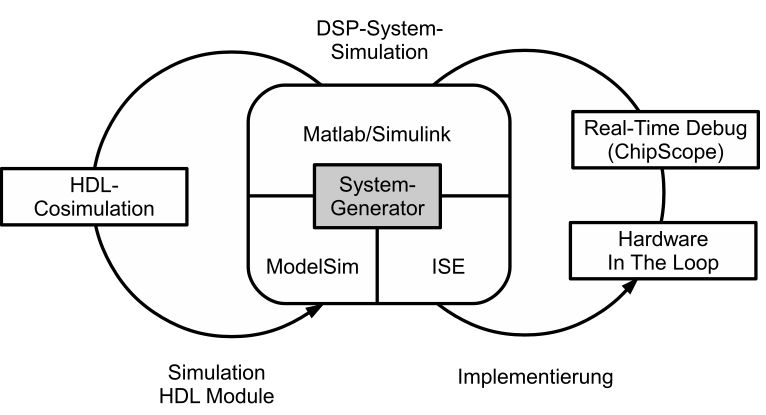 DSP-System-
Simulation
Matlab/Simulink
Real-Time Debug
(ChipScope)
HDL-
Cosimulation
System-
Generator
Hardware
In The Loop
ModelSim
ISE
Simulation
HDL Module
Implementierung